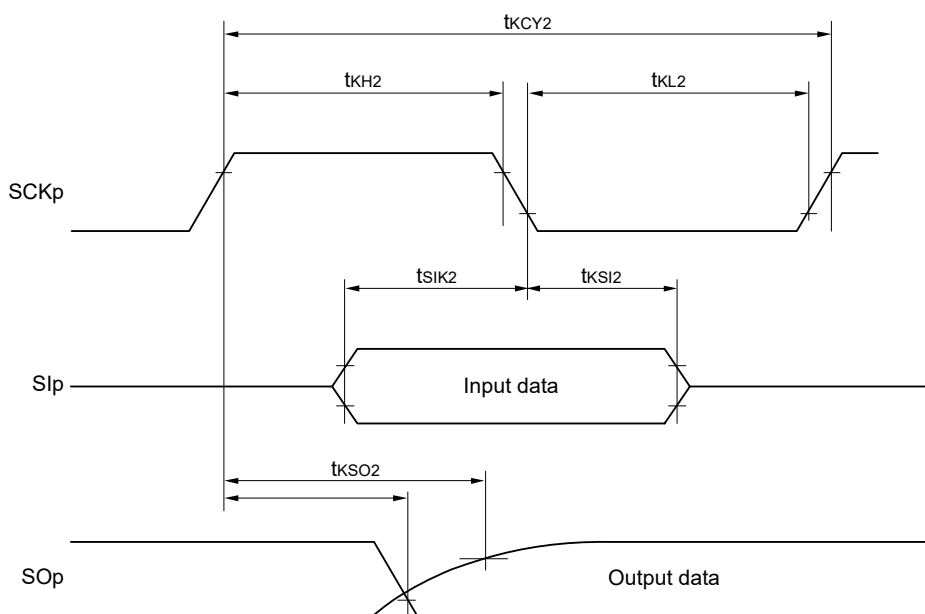 tKCY2
tKH2
tKL2
SCKp
tSIK2
tKSI2
SIp
Input data
tKSO2
SOp
Output data